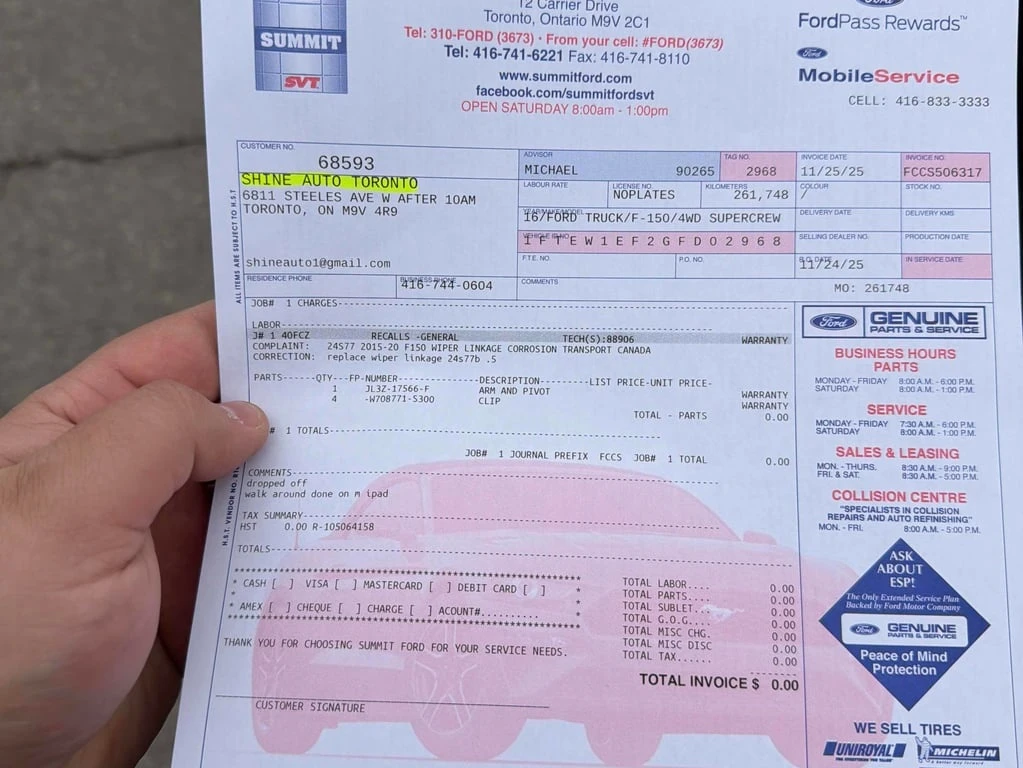 12 Carrier Drive
Toronto, Ontario M9V 2C1
Tel: 310-FORD (3673) • From your cell: #FORD(3673)
Tel: 416-741-6221 Fax: 416-741-8110
www.summitford.com
facebook.com/summitfordsvt
OPEN SATURDAY 8:00am - 1:00pm
SUMMIT
SVT
Ford
FordPass Rewards™
Ford
MobileService
CELL: 416-833-3333
CUSTOMER NO.
68593
SHINE AUTO TORONTO
6811 STEELES AVE W AFTER 10AM
TORONTO, ON M9V 4R9
shineauto1@gmail.com
RESIDENCE PHONE
BUSINESS PHONE
416-744-0604
ADVISOR
MICHAEL 90265
TAG NO.
2968
INVOICE DATE
11/25/25
INVOICE NO.
FCCS506317
LABOUR RATE
LICENSE NO.
NOPLATES
KILOMETERS
261,748
COLOUR
/
STOCK NO.
YEAR/MAKE/MODEL
16/FORD TRUCK/F-150/4WD SUPERCREW
DELIVERY DATE
DELIVERY KMS
VEHICLE ID. NO.
1 F T E W 1 E F 2 G F D 0 2 9 6 8
SELLING DEALER NO.
PRODUCTION DATE
F.T.E. NO.
P.O. NO.
R.O. DATE
11/24/25
IN SERVICE DATE
COMMENTS
MO: 261748
ALL ITEMS ARE SUBJECT TO H.S.T
H.S.T. VENDOR NO. R1
JOB# 1 CHARGES
LABOR
J# 1 40FCZ RECALLS -GENERAL TECH(S):88906 WARRANTY
COMPLAINT: 24S77 2015-20 F150 WIPER LINKAGE CORROSION TRANSPORT CANADA
CORRECTION: replace wiper linkage 24s77b .5
PARTS------QTY---FP-NUMBER---------------DESCRIPTION---------LIST PRICE-UNIT PRICE-
1 JL3Z-17566-F ARM AND PIVOT WARRANTY
4 -W708771-S300 CLIP WARRANTY
TOTAL - PARTS 0.00
# 1 TOTALS
JOB# 1 JOURNAL PREFIX FCCS JOB# 1 TOTAL 0.00
COMMENTS
dropped off
walk around done on m ipad
TAX SUMMARY
HST 0.00 R-105064158
TOTALS
* CASH [ ] VISA [ ] MASTERCARD [ ] DEBIT CARD [ ] *
* AMEX [ ] CHEQUE [ ] CHARGE [ ] ACOUNT#........ *
THANK YOU FOR CHOOSING SUMMIT FORD FOR YOUR SERVICE NEEDS.
TOTAL LABOR.... 0.00
TOTAL PARTS.... 0.00
TOTAL SUBLET... 0.00
TOTAL G.O.G.... 0.00
TOTAL MISC CHG. 0.00
TOTAL MISC DISC 0.00
TOTAL TAX...... 0.00
TOTAL INVOICE $ 0.00
CUSTOMER SIGNATURE
Ford
GENUINE
PARTS & SERVICE
BUSINESS HOURS
PARTS
MONDAY - FRIDAY 8:00 A.M. - 6:00 P.M.
SATURDAY 8:00 A.M. - 1:00 P.M.
SERVICE
MONDAY - FRIDAY 7:30 A.M. - 6:00 P.M.
SATURDAY 8:00 A.M. - 1:00 P.M.
SALES & LEASING
MON. - THURS. 8:30 A.M. - 9:00 P.M.
FRI. & SAT. 8:30 A.M. - 5:00 P.M.
COLLISION CENTRE
"SPECIALISTS IN COLLISION
REPAIRS AND AUTO REFINISHING"
MON. - FRI. 8:00 A.M. - 5:00 P.M.
ASK
ABOUT
ESP!
The Only Extended Service Plan
Backed by Ford Motor Company
Ford
GENUINE
PARTS & SERVICE
Peace of Mind
Protection
WE SELL TIRES
UNIROYAL
MICHELIN